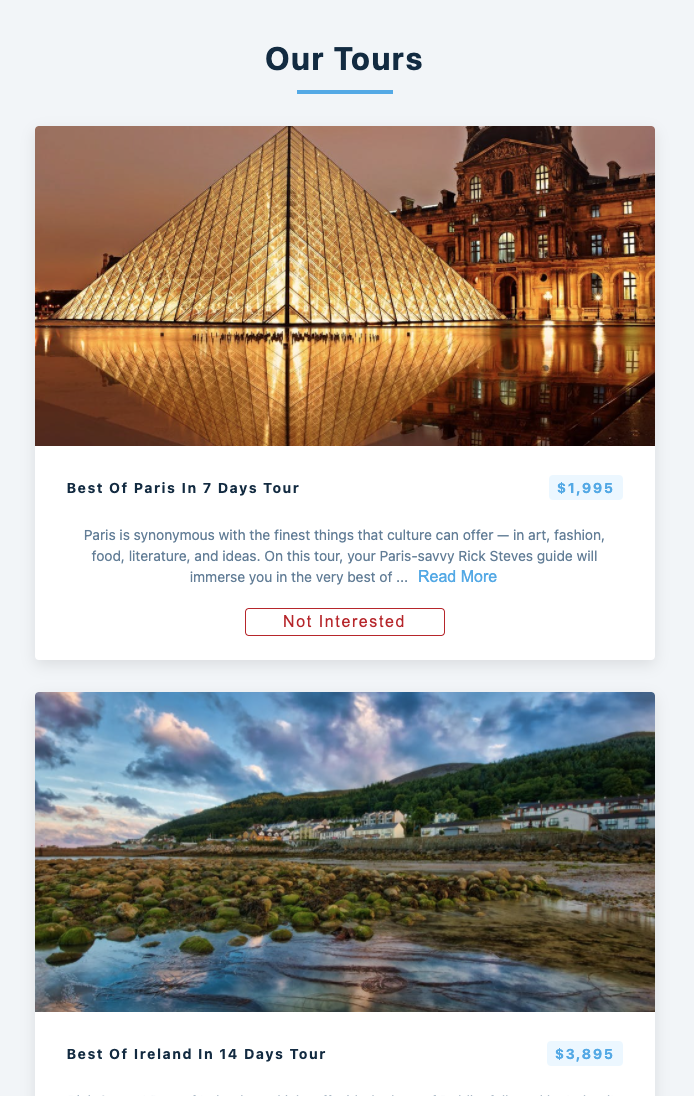 Our Tours
Best Of Paris In 7 Days Tour
$1,995
Paris is synonymous with the finest things that culture can offer — in art, fashion,
food, literature, and ideas. On this tour, your Paris-savvy Rick Steves guide will
immerse you in the very best of ... Read More
Not Interested
Best Of Ireland In 14 Days Tour
$3,895